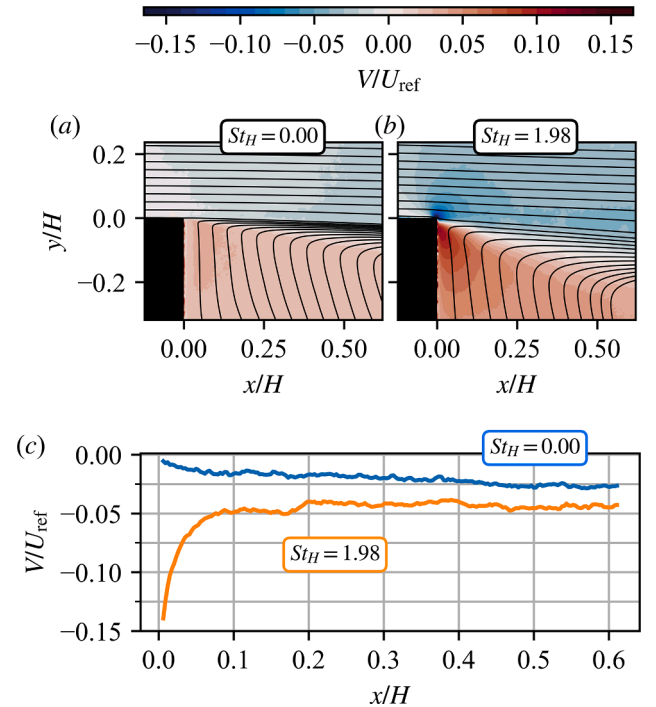 −0.15 −0.10 −0.05 0.00 0.05 0.10 0.15
V/U_ref
(a) St_H = 0.00
(b) St_H = 1.98
0.2
0.0
−0.2
y/H
0.00 0.25 0.50
0.00 0.25 0.50
x/H
x/H
(c)
St_H = 0.00
0.00
−0.05
−0.10
−0.15
V/U_ref
St_H = 1.98
0.0 0.1 0.2 0.3 0.4 0.5 0.6
x/H